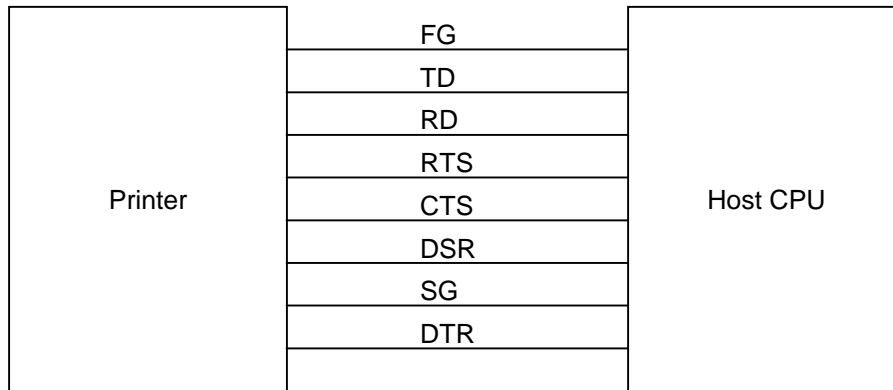 FG
TD
RD
RTS
Printer
CTS
Host CPU
DSR
SG
DTR